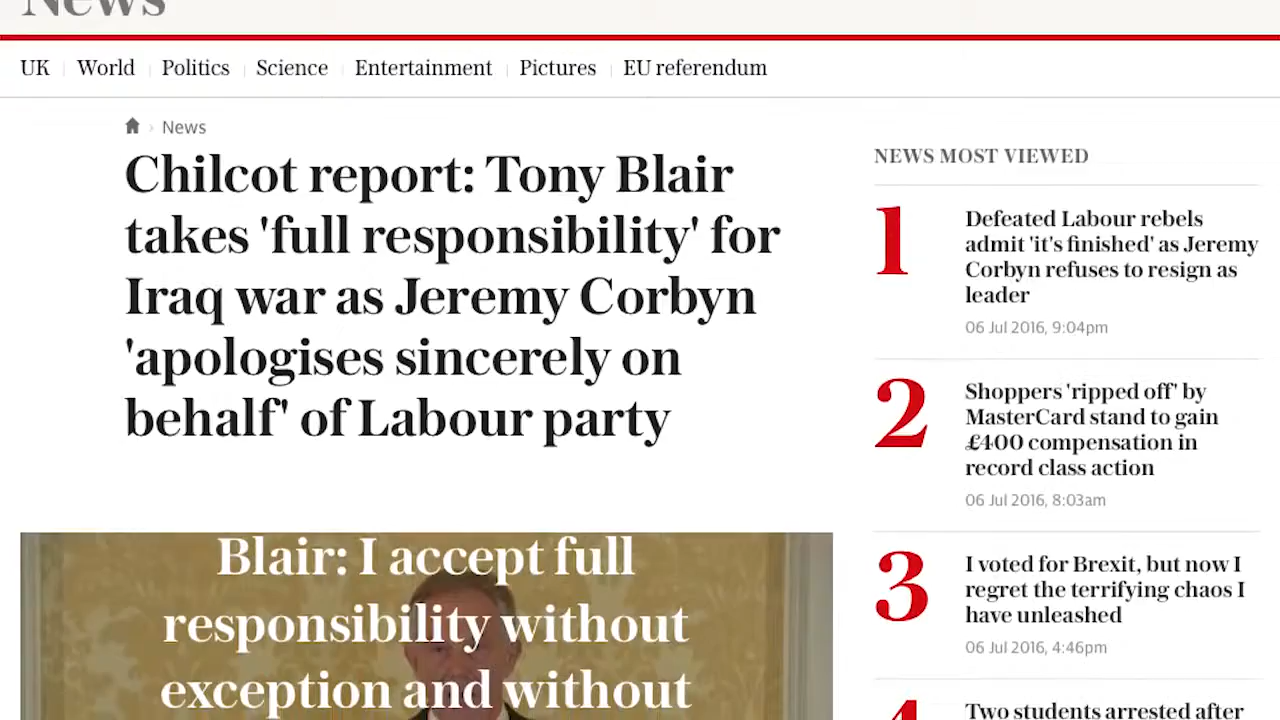 News
UK World Politics Science Entertainment Pictures EU referendum
News
Chilcot report: Tony Blair
takes 'full responsibility' for
Iraq war as Jeremy Corbyn
'apologises sincerely on
behalf' of Labour party
Blair: I accept full
responsibility without
exception and without
NEWS MOST VIEWED
1
Defeated Labour rebels
admit 'it's finished' as Jeremy
Corbyn refuses to resign as
leader
06 Jul 2016, 9:04pm
2
Shoppers 'ripped off' by
MasterCard stand to gain
£400 compensation in
record class action
06 Jul 2016, 8:03am
3
I voted for Brexit, but now I
regret the terrifying chaos I
have unleashed
06 Jul 2016, 4:46pm
4
Two students arrested after